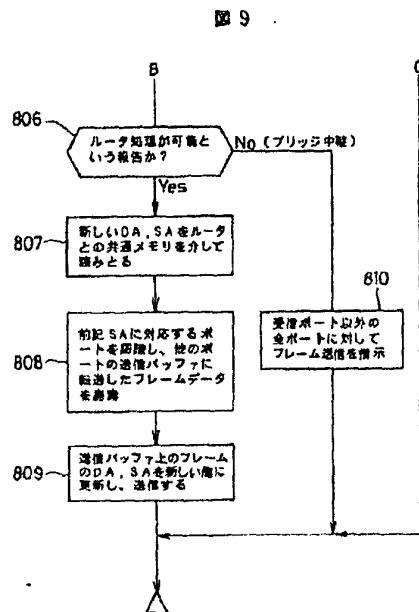 図9
B
806
ルータ処理が可能と
いう報告か?
No(ブリッジ中継)
Yes
807
新しいDA,SAをルータ
との共通メモリを介して
読みとる
810
受信ポート以外の
全ポートに対して
フレーム送信を指示
808
前記SAに対応するポ
ートを認識し、他のポ
ートの送信バッファに
転送したフレームデータ
を廃棄
809
送信バッファ上のフレーム
のDA,SAを新しい値に
更新し、送信する